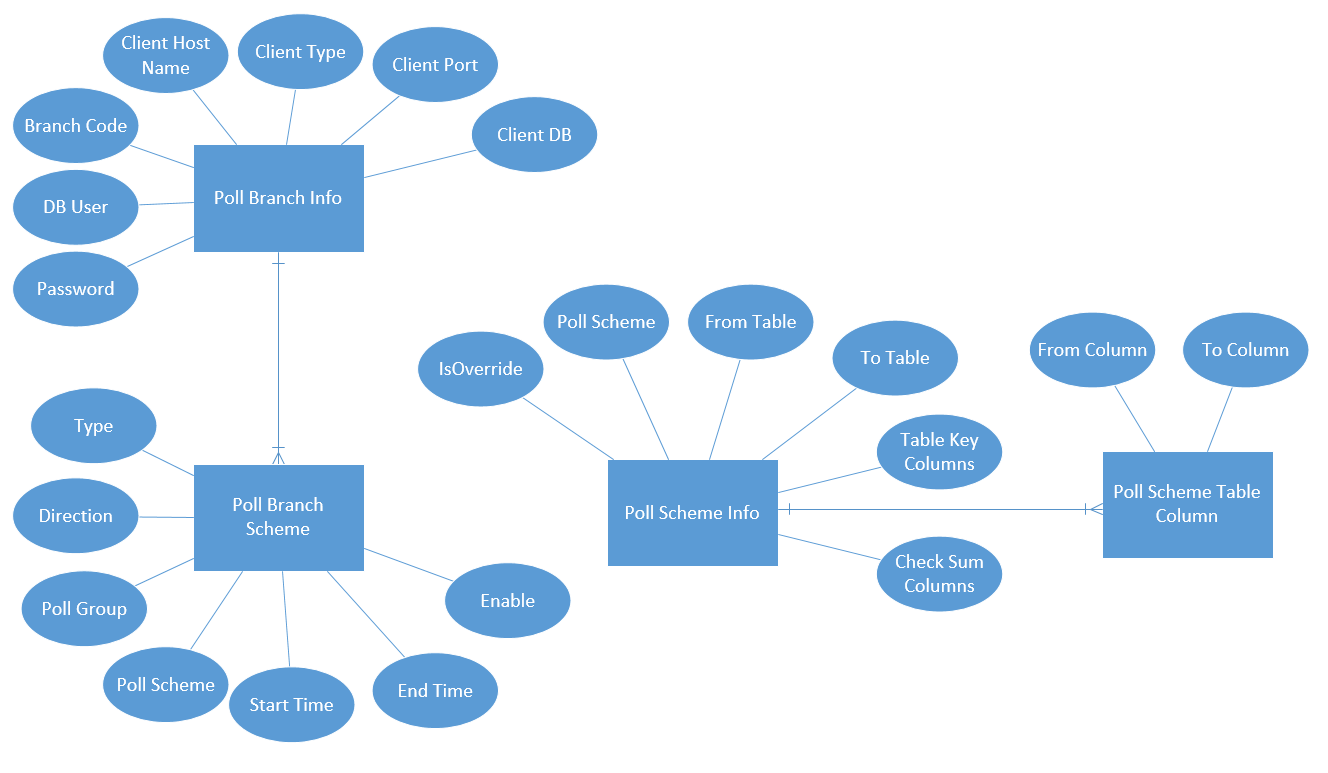 Client Host
Name
Client Type
Client Port
Client DB
Branch Code
DB User
Password
Poll Branch Info
Type
Direction
Poll Group
Poll Scheme
Start Time
End Time
Enable
Poll Branch
Scheme
IsOverride
Poll Scheme
From Table
To Table
Table Key
Columns
Check Sum
Columns
Poll Scheme Info
From Column
To Column
Poll Scheme Table
Column